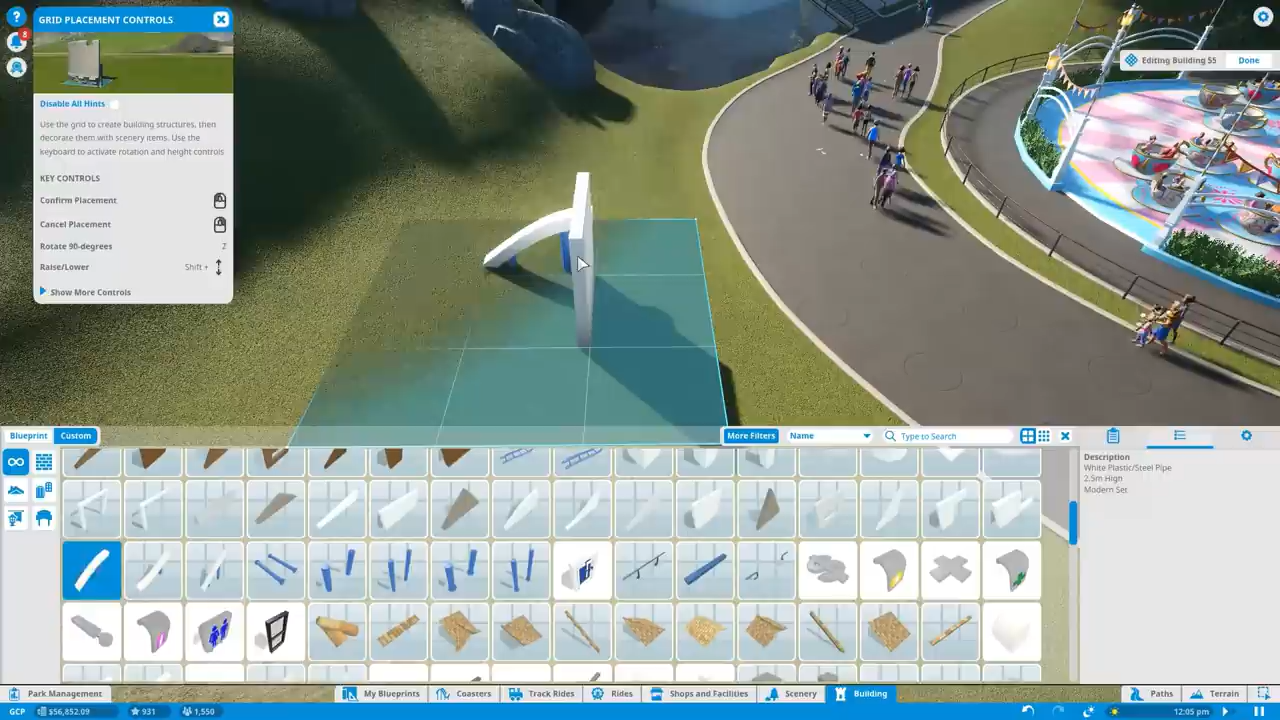 GRID PLACEMENT CONTROLS
8
Disable All Hints
Use the grid to create building structures, then
decorate them with scenery items. Use the
keyboard to activate rotation and height controls
KEY CONTROLS
Confirm Placement
Cancel Placement
Rotate 90-degrees Z
Raise/Lower Shift +
Show More Controls
Editing Building 55 Done
Blueprint Custom More Filters Name Type to Search
Description
White Plastic/Steel Pipe
2.5m High
Modern Set
Park Management My Blueprints Coasters Track Rides Rides Shops and Facilities Scenery Building Paths Terrain
GCP $56,852.09 931 1,550 12:05 pm